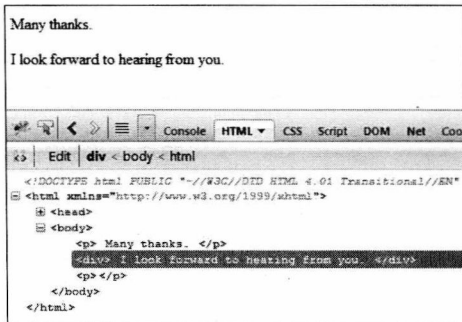 Many thanks.
I look forward to hearing from you.
Console HTML CSS Script DOM Net Coo
Edit div < body < html
<!DOCTYPE html PUBLIC "-//W3C//DTD HTML 4.01 Transitional//EN"
<html xmlns="http://www.w3.org/1999/xhtml">
<head>
<body>
<p> Many thanks. </p>
<div> I look forward to hearing from you. </div>
<p></p>
</body>
</html>